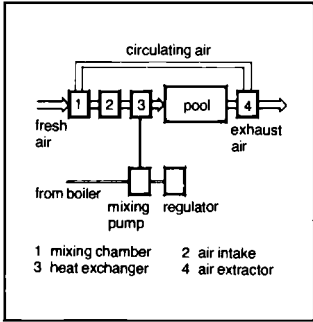 circulating air
1 2 3 pool 4
fresh air
exhaust air
from boiler
mixing pump
regulator
1 mixing chamber 2 air intake
3 heat exchanger 4 air extractor